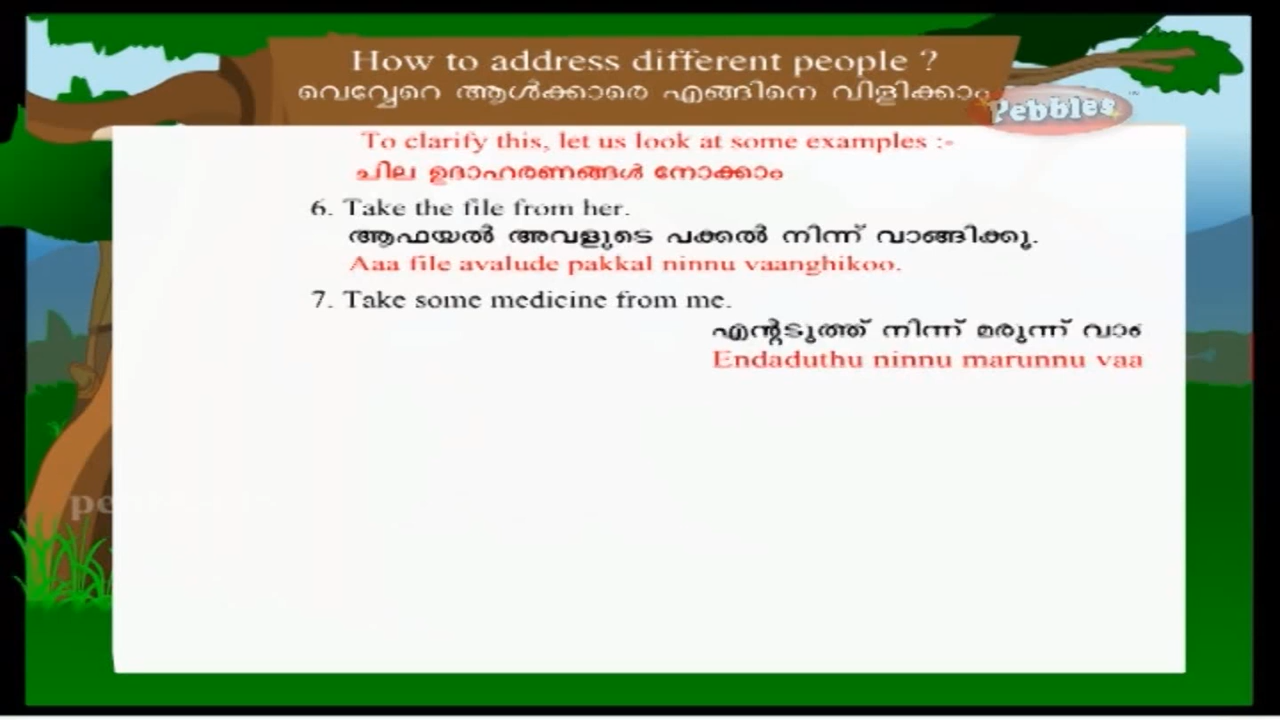 How to address different people ?
വെവ്വേറെ ആൾക്കാരെ എങ്ങിനെ വിളിക്കാം
Pebbles
To clarify this, let us look at some examples :-
ചില ഉദാഹരണങ്ങൾ നോക്കാം
6. Take the file from her.
ആഫയൽ അവളുടെ പക്കൽ നിന്ന് വാങ്ങിക്കൂ.
Aaa file avalude pakkal ninnu vaanghikoo.
7. Take some medicine from me.
എന്റടുത്ത് നിന്ന് മരുന്ന് വാ
Endaduthu ninnu marunnu vaa